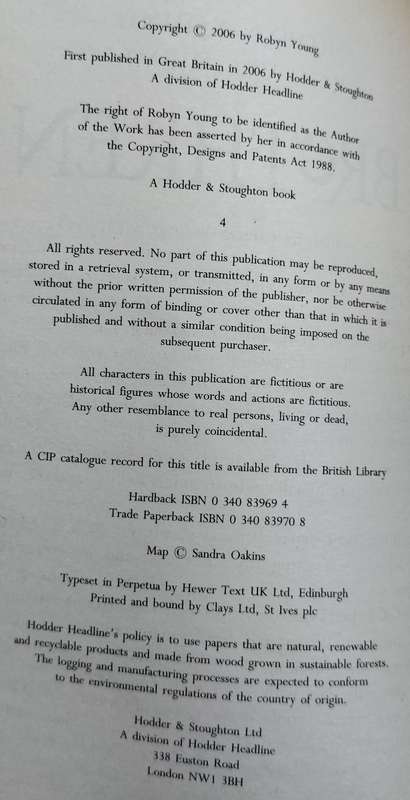 Copyright © 2006 by Robyn Young
First published in Great Britain in 2006 by Hodder & Stoughton
A division of Hodder Headline
The right of Robyn Young to be identified as the Author
of the Work has been asserted by her in accordance with
the Copyright, Designs and Patents Act 1988.
A Hodder & Stoughton book
4
All rights reserved. No part of this publication may be reproduced,
stored in a retrieval system, or transmitted, in any form or by any means
without the prior written permission of the publisher, nor be otherwise
circulated in any form of binding or cover other than that in which it is
published and without a similar condition being imposed on the
subsequent purchaser.
All characters in this publication are fictitious or are
historical figures whose words and actions are fictitious.
Any other resemblance to real persons, living or dead,
is purely coincidental.
A CIP catalogue record for this title is available from the British Library
Hardback ISBN 0 340 83969 4
Trade Paperback ISBN 0 340 83970 8
Map © Sandra Oakins
Typeset in Perpetua by Hewer Text UK Ltd, Edinburgh
Printed and bound by Clays Ltd, St Ives plc
Hodder Headline's policy is to use papers that are natural, renewable
and recyclable products and made from wood grown in sustainable forests.
The logging and manufacturing processes are expected to conform
to the environmental regulations of the country of origin.
Hodder & Stoughton Ltd
A division of Hodder Headline
338 Euston Road
London NW1 3BH